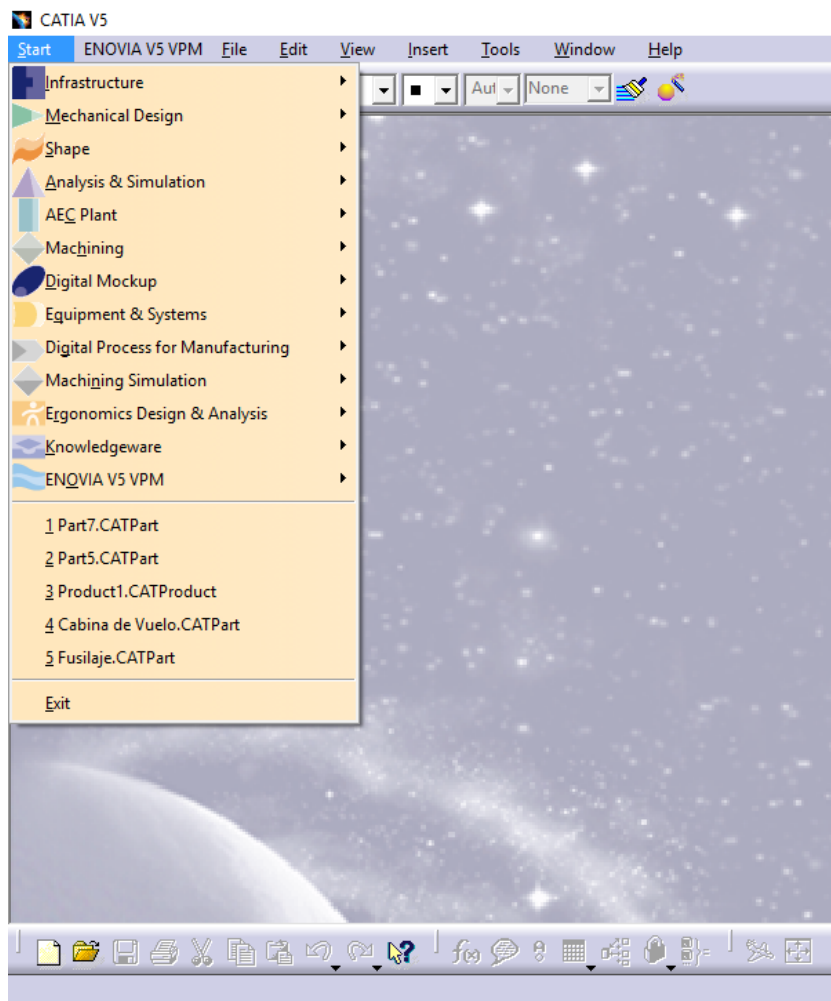 CATIA V5
Start ENOVIA V5 VPM File Edit View Insert Tools Window Help
Aut None
Infrastructure
Mechanical Design
Shape
Analysis & Simulation
AEC Plant
Machining
Digital Mockup
Equipment & Systems
Digital Process for Manufacturing
Machining Simulation
Ergonomics Design & Analysis
Knowledgeware
ENOVIA V5 VPM
1 Part7.CATPart
2 Part5.CATPart
3 Product1.CATProduct
4 Cabina de Vuelo.CATPart
5 Fusilaje.CATPart
Exit
f(x)